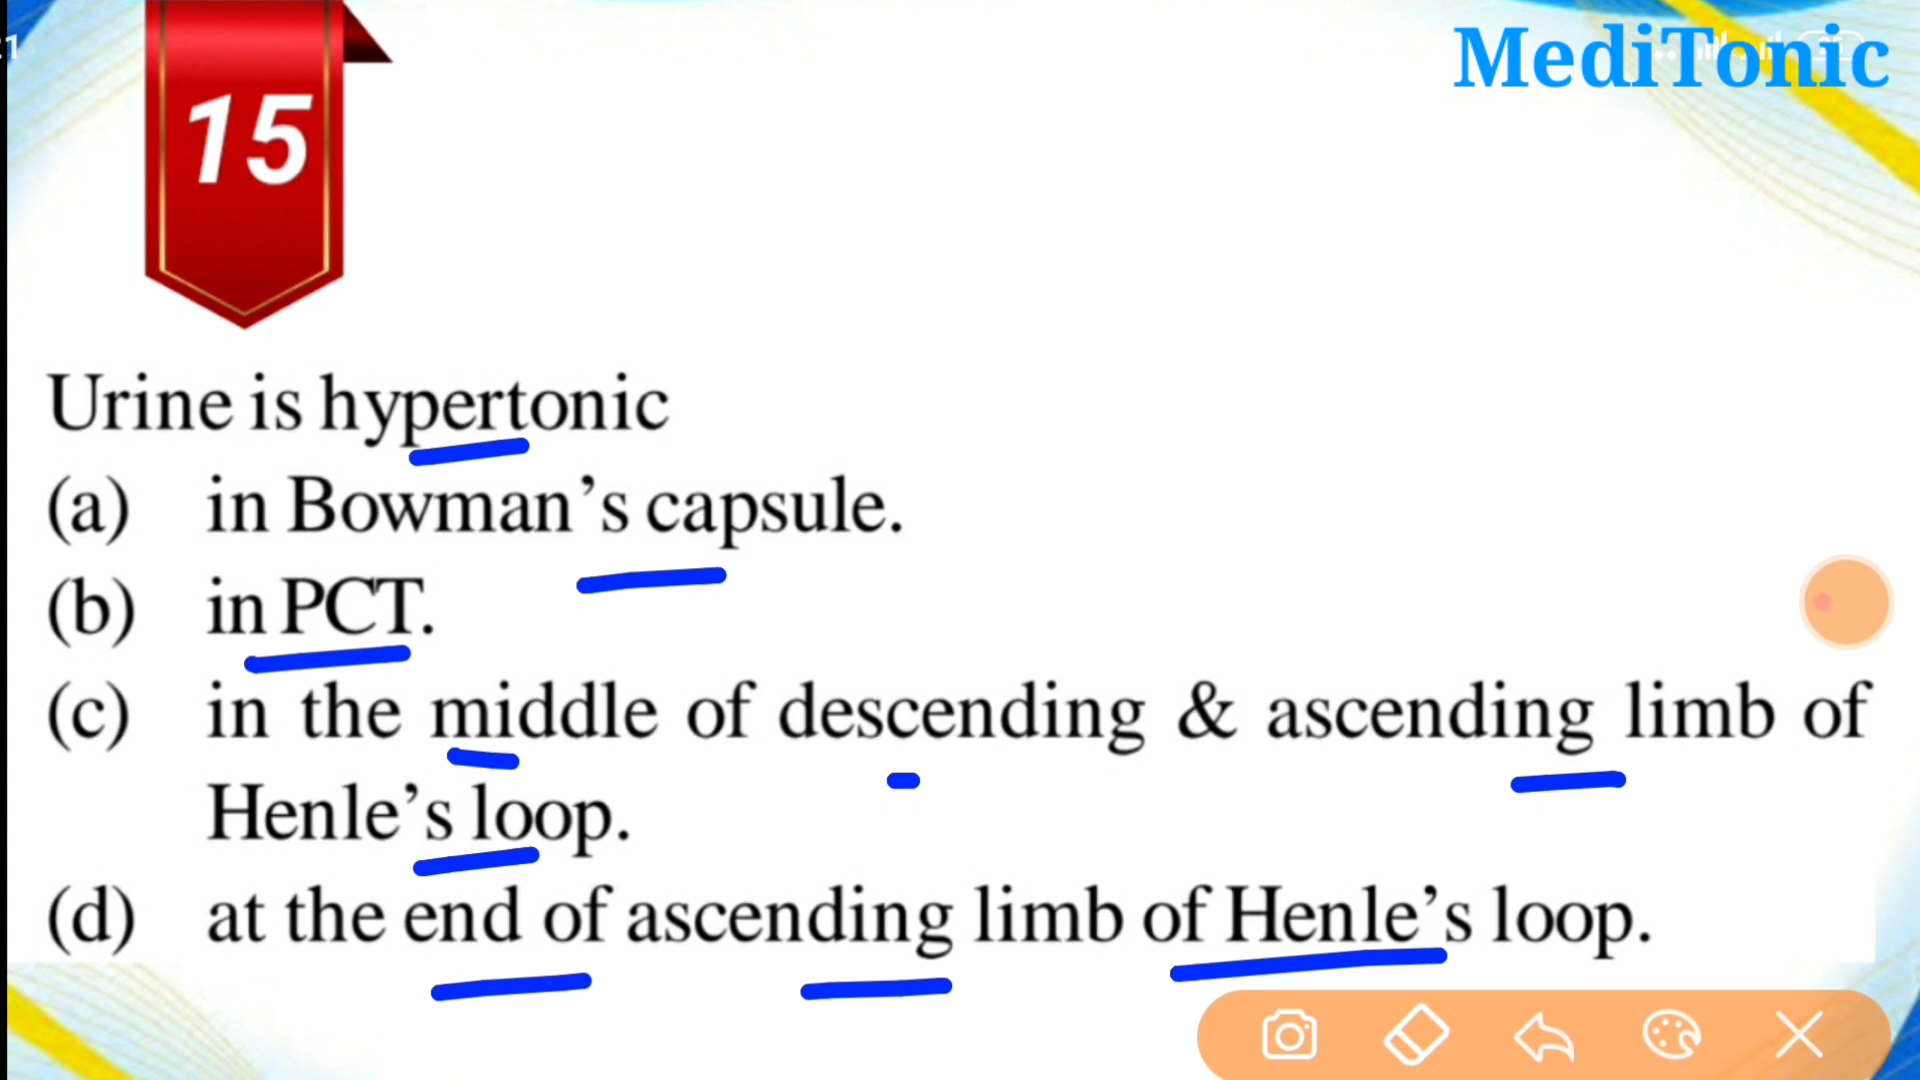 MediTonic
15
Urine is hypertonic
(a) in Bowman's capsule.
(b) in PCT.
(c) in the middle of descending & ascending limb of
Henle's loop.
(d) at the end of ascending limb of Henle's loop.